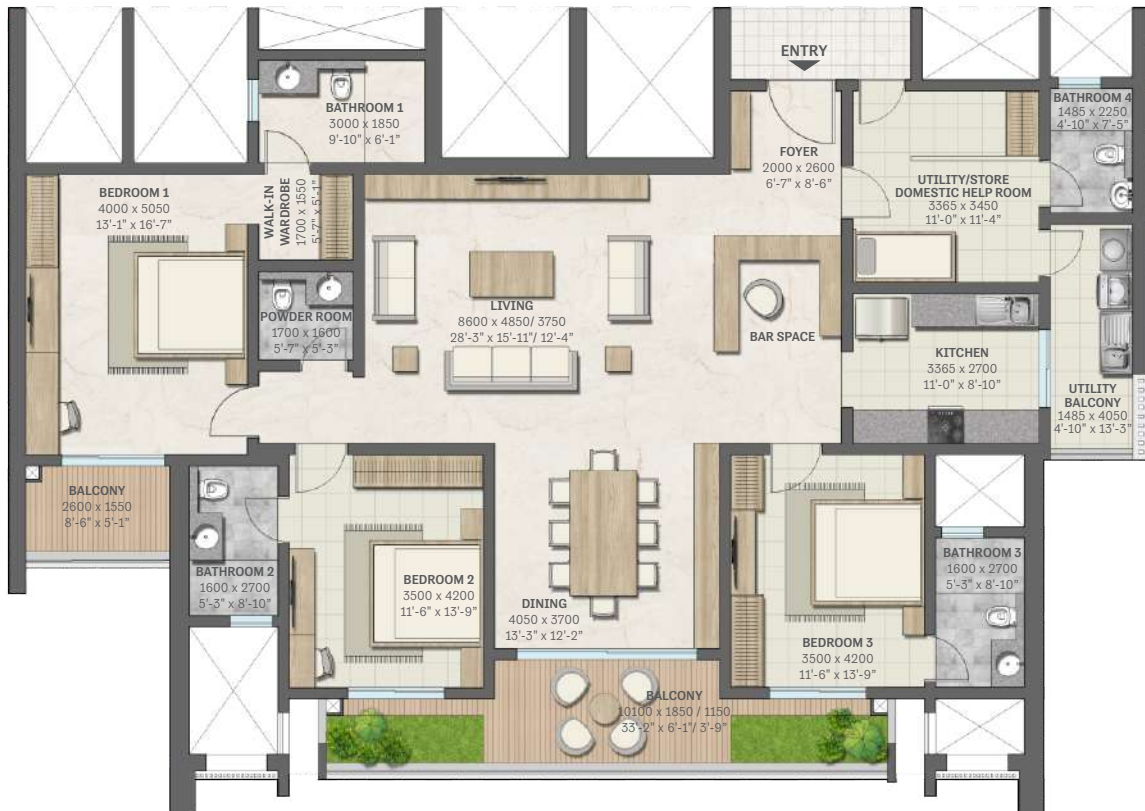 ENTRY
BATHROOM 1
3000 x 1850
9'-10" x 6'-1"
BATHROOM 4
1485 x 2250
4'-10" x 7'-5"
FOYER
2000 x 2600
6'-7" x 8'-6"
UTILITY/STORE
DOMESTIC HELP ROOM
3365 x 3450
11'-0" x 11'-4"
BEDROOM 1
4000 x 5050
13'-1" x 16'-7"
WALK-IN
WARDROBE
1700 x 1550
5'-7" x 5'-1"
POWDER ROOM
1700 x 1600
5'-7" x 5'-3"
LIVING
8600 x 4850/ 3750
28'-3" x 15'-11"/ 12'-4"
BAR SPACE
KITCHEN
3365 x 2700
11'-0" x 8'-10"
UTILITY
BALCONY
1485 x 4050
4'-10" x 13'-3"
BALCONY
2600 x 1550
8'-6" x 5'-1"
BATHROOM 2
1600 x 2700
5'-3" x 8'-10"
BEDROOM 2
3500 x 4200
11'-6" x 13'-9"
DINING
4050 x 3700
13'-3" x 12'-2"
BEDROOM 3
3500 x 4200
11'-6" x 13'-9"
BATHROOM 3
1600 x 2700
5'-3" x 8'-10"
BALCONY
10100 x 1850 / 1150
33'-2" x 6'-1"/ 3'-9"